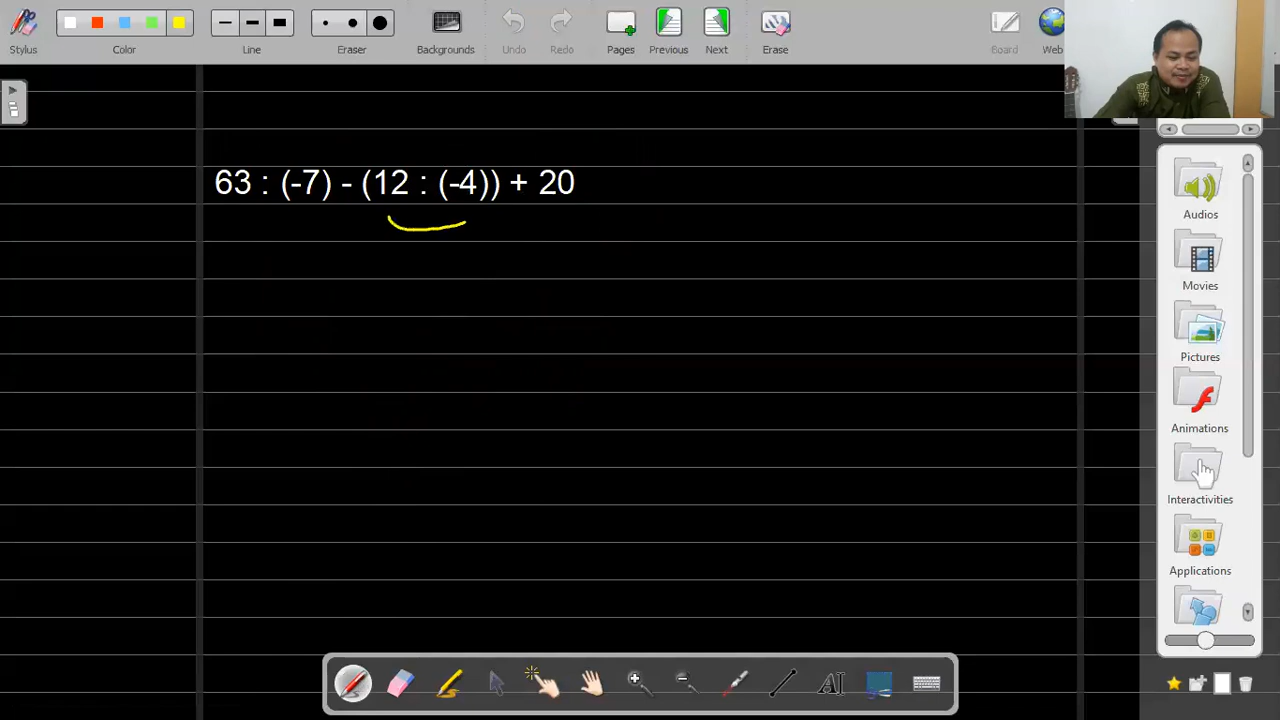 Stylus
Color
Line
Eraser
Backgrounds
Undo
Redo
Pages
Previous
Next
Erase
Board
Web
63 : (-7) - (12 : (-4)) + 20
Audios
Movies
Pictures
Animations
Interactivities
Applications